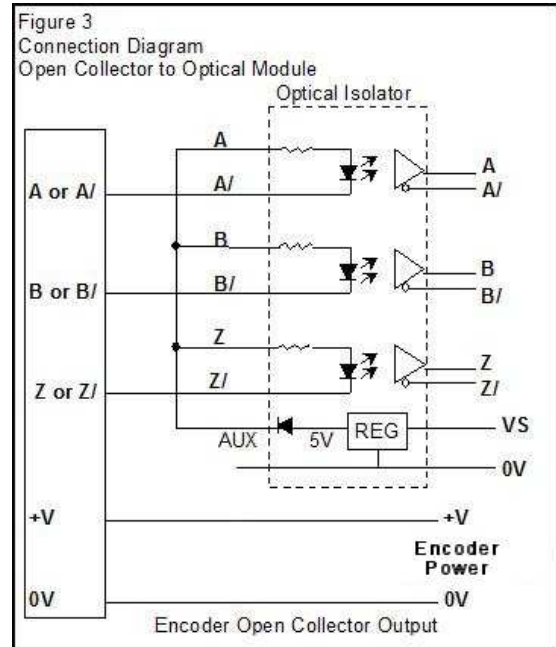 Figure 3
Connection Diagram
Open Collector to Optical Module
Optical Isolator
A
A
A or A/
A/
A/
B
B
B or B/
B/
B/
Z
Z
Z or Z/
Z/
Z/
AUX
5V
REG
VS
0V
+V
+V
Encoder
Power
0V
0V
Encoder Open Collector Output